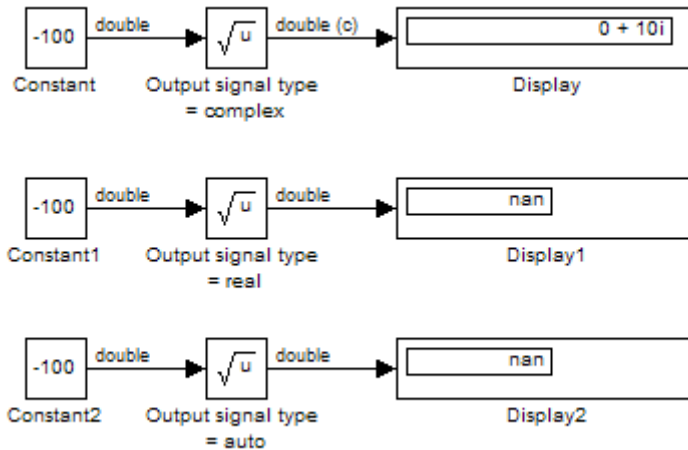 double double (c)
-100 √u 0 + 10i
Constant Output signal type Display
= complex
double double
-100 √u nan
Constant1 Output signal type Display1
= real
double double
-100 √u nan
Constant2 Output signal type Display2
= auto